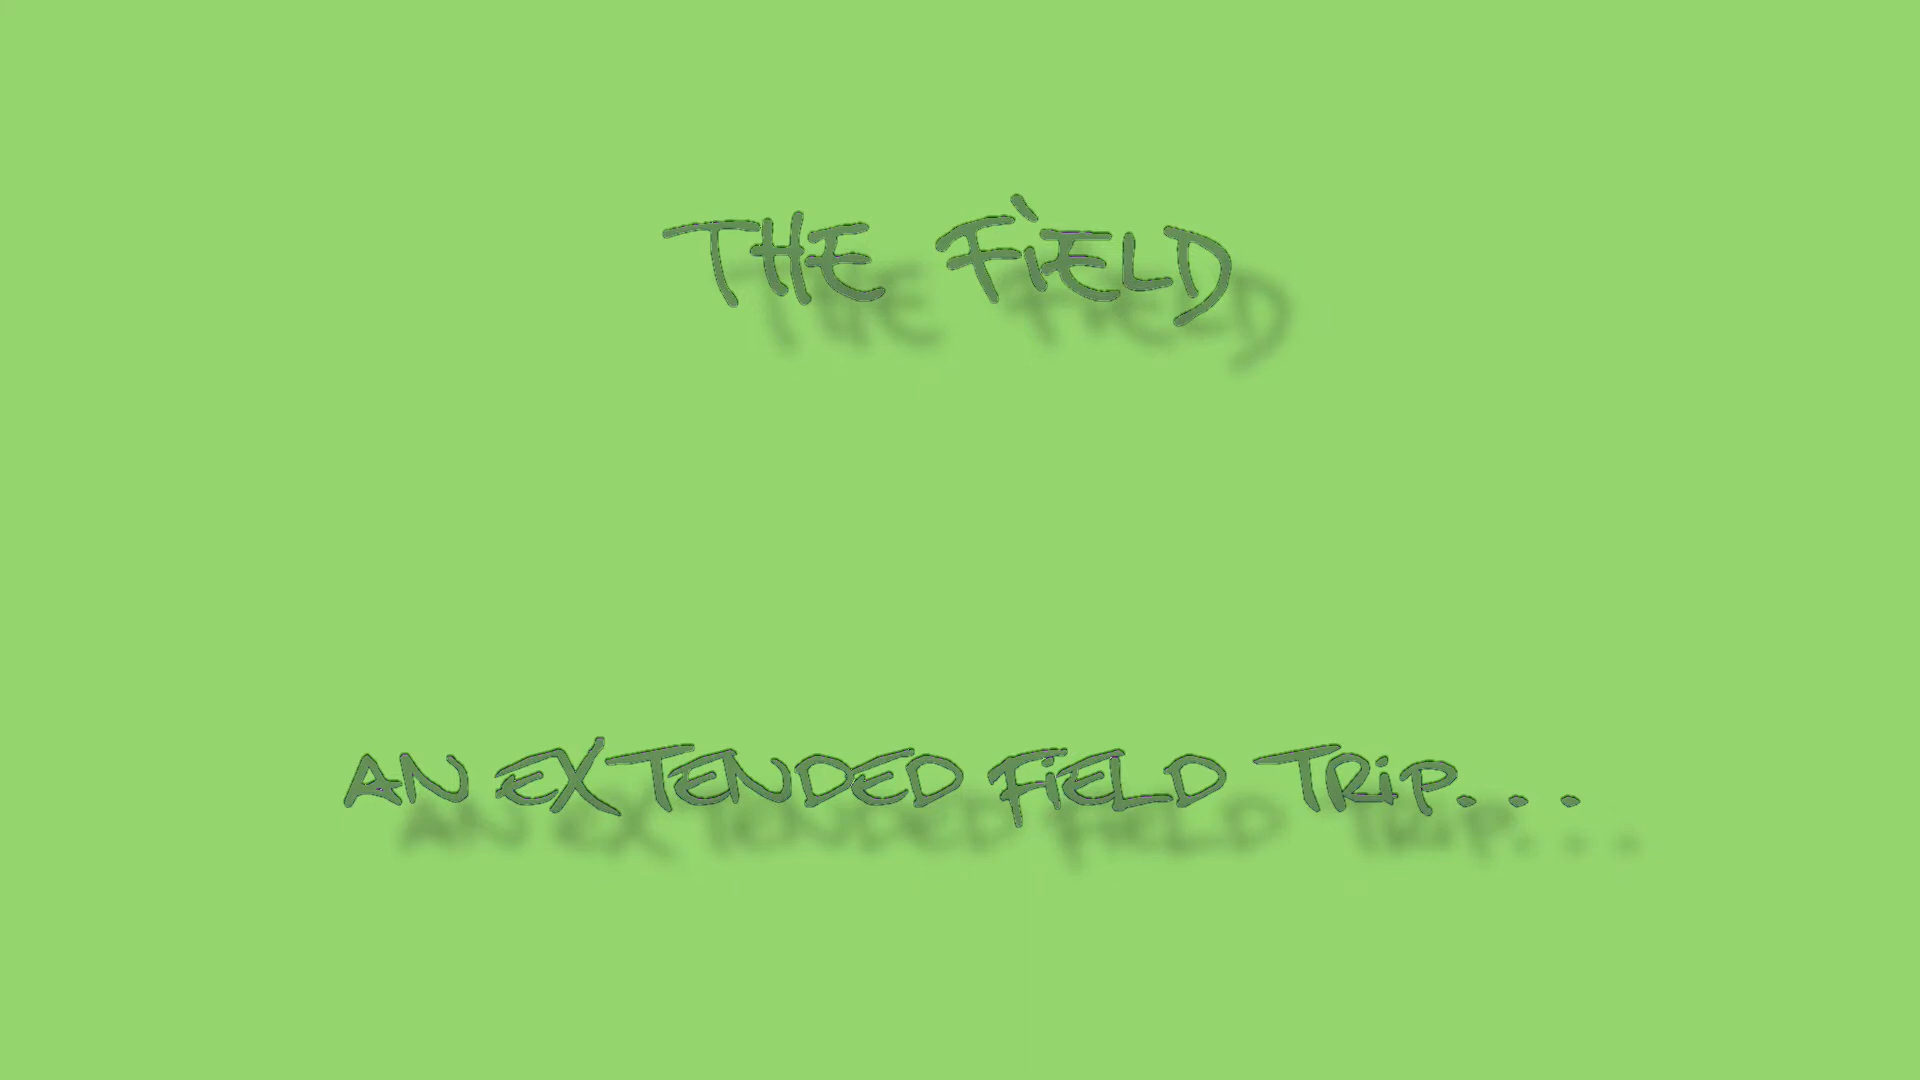 THE FiELD
AN EXTENDED FiELD TRiP. . .